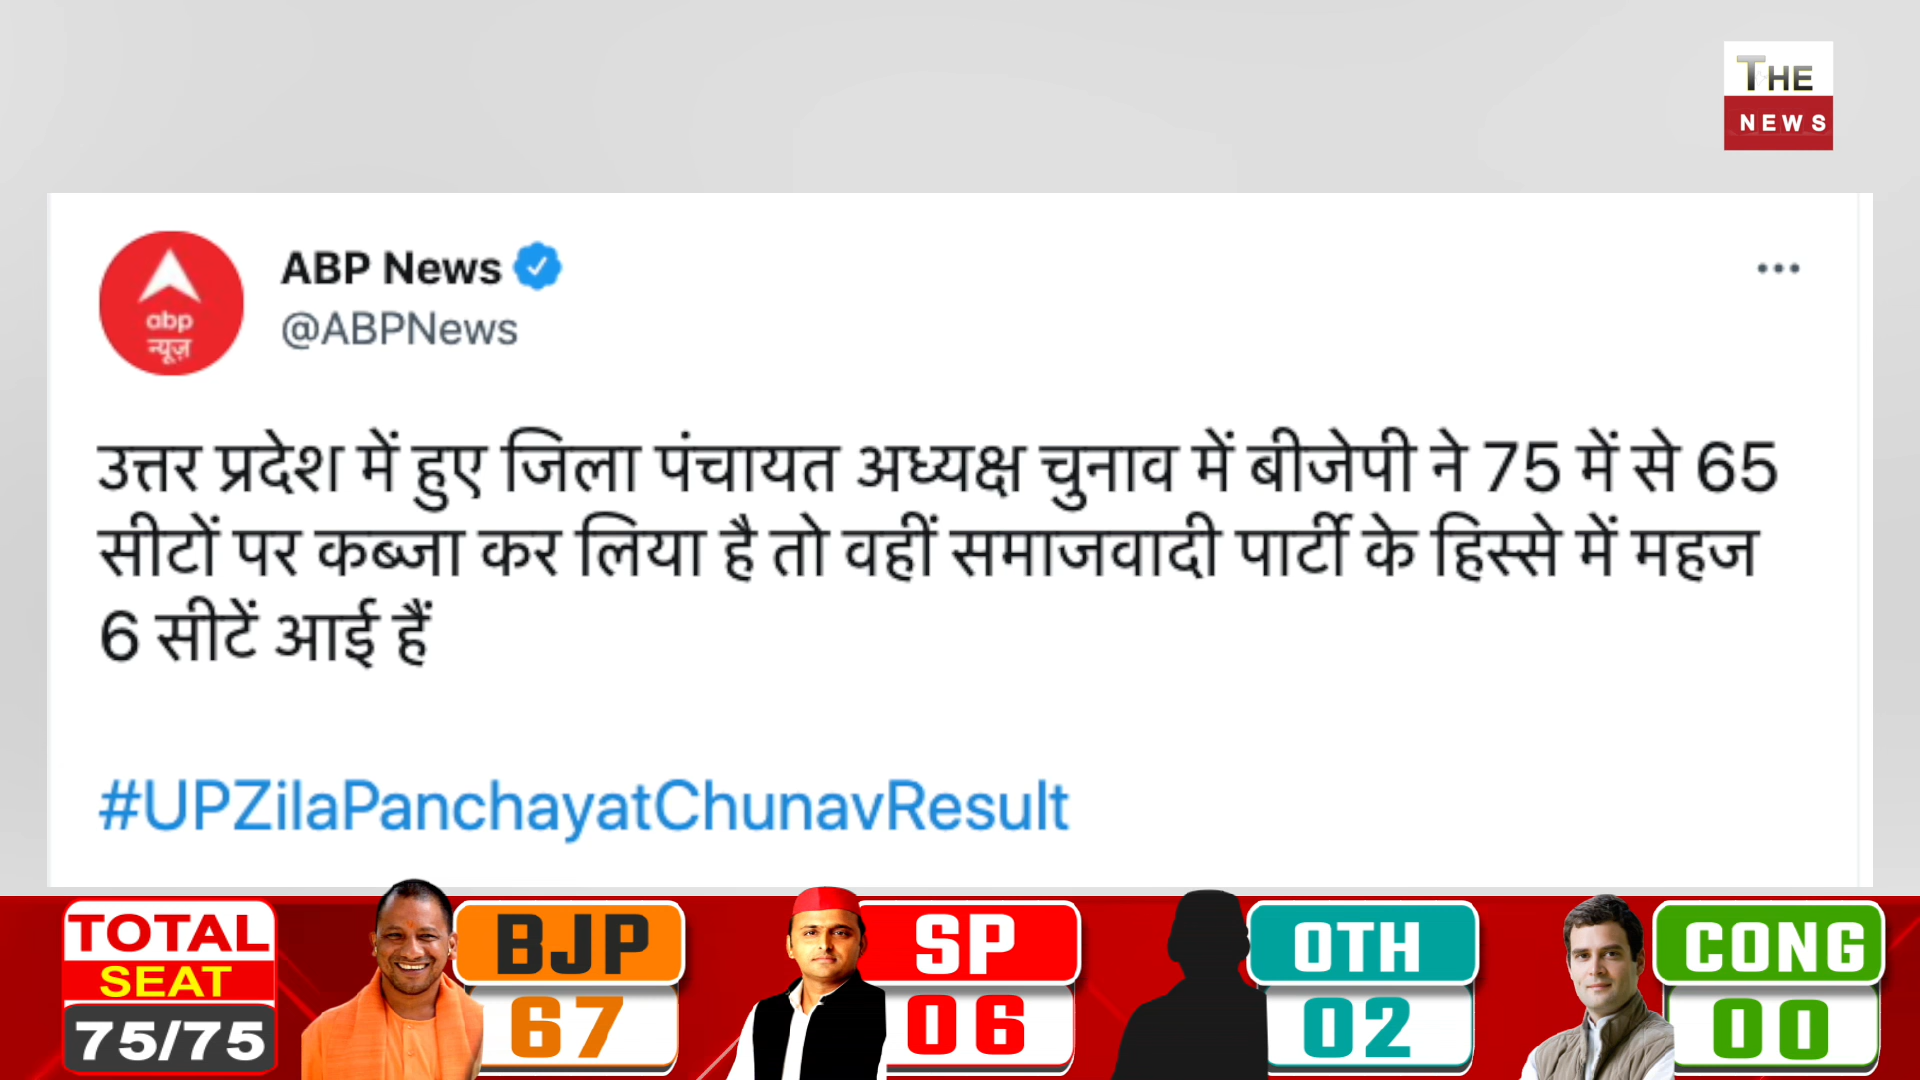 THE
NEWS
ABP News
@ABPNews
abp
न्यूज़
उत्तर प्रदेश में हुए जिला पंचायत अध्यक्ष चुनाव में बीजेपी ने 75 में से 65
सीटों पर कब्जा कर लिया है तो वहीं समाजवादी पार्टी के हिस्से में महज
6 सीटें आई हैं
#UPZilaPanchayatChunavResult
TOTAL
SEAT
75/75
BJP
67
SP
06
OTH
02
CONG
00